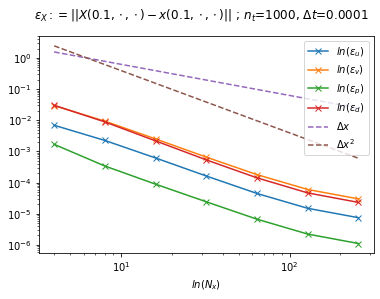 ε_X := ||X(0.1, ·, ·) − x(0.1, ·, ·)|| ; n_t=1000, Δt=0.0001
10^0
10^-1
10^-2
10^-3
10^-4
10^-5
10^-6
10^1
10^2
ln(N_x)
ln(ε_u)
ln(ε_v)
ln(ε_p)
ln(ε_d)
Δx
Δx^2